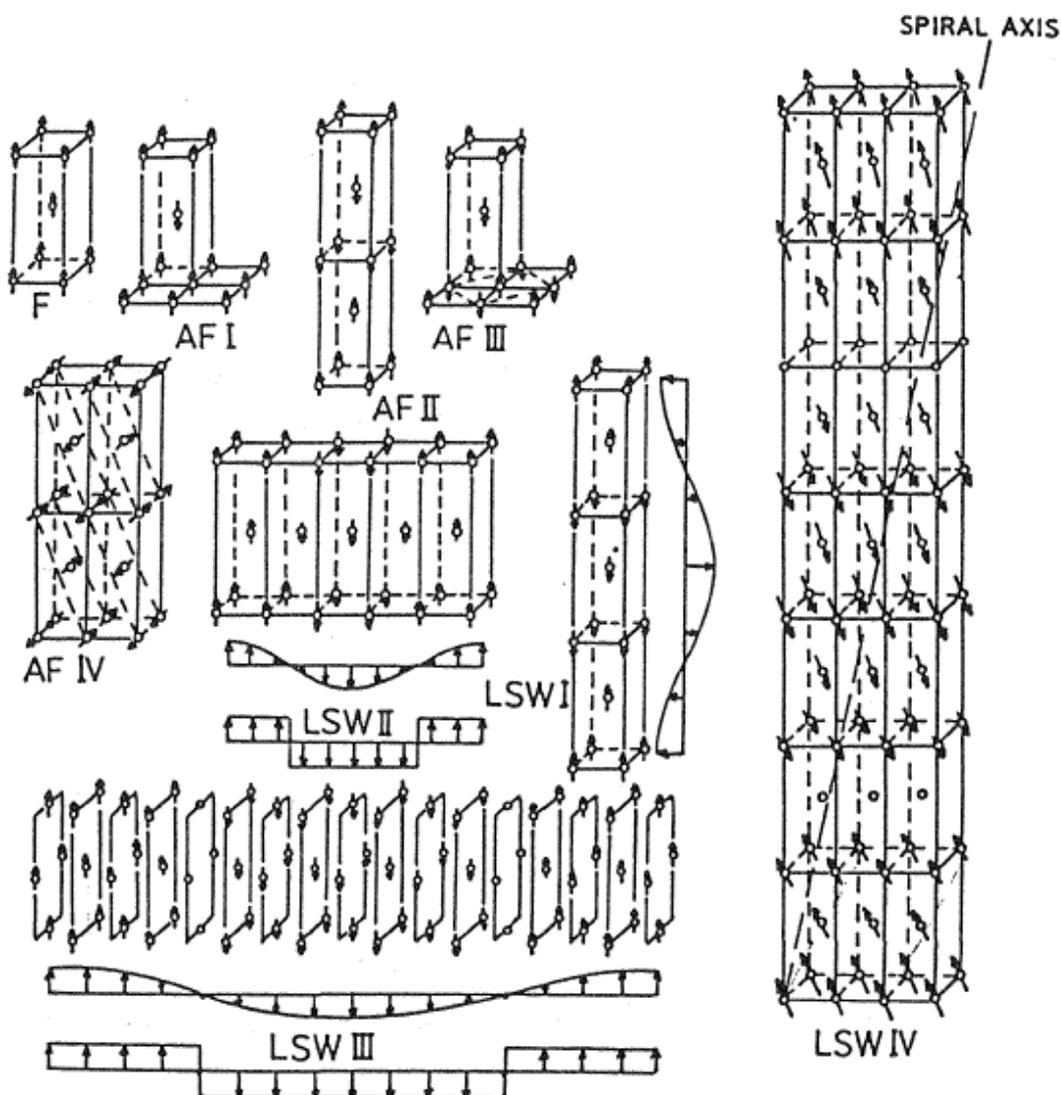 SPIRAL AXIS
F
AF I
AF II
AF III
AF IV
LSW I
LSW II
LSW III
LSW IV